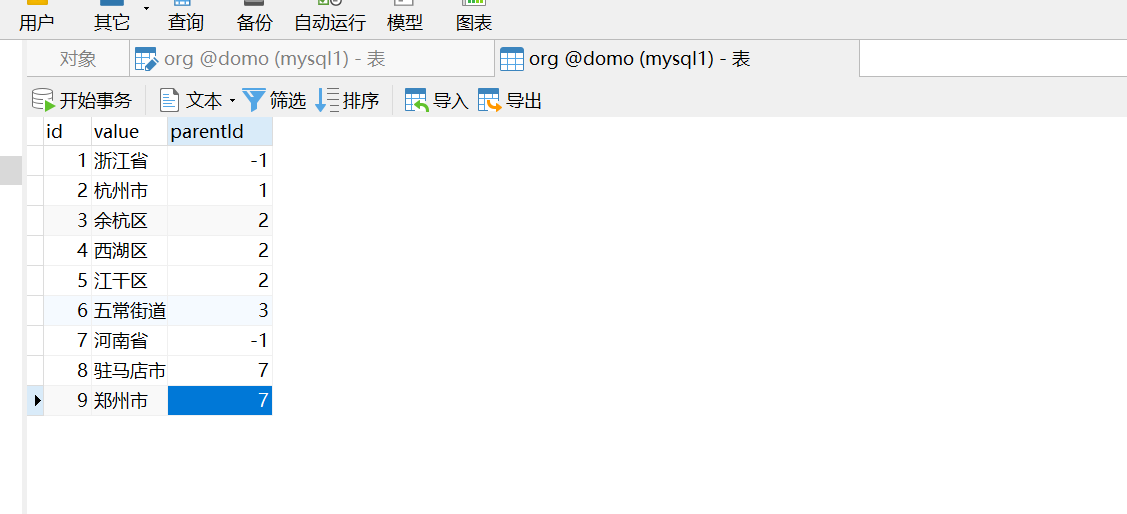 用户 其它 查询 备份 自动运行 模型 图表
对象 org @domo (mysql1) - 表 org @domo (mysql1) - 表
开始事务 文本 筛选 排序 导入 导出
id value parentId
1 浙江省 -1
2 杭州市 1
3 余杭区 2
4 西湖区 2
5 江干区 2
6 五常街道 3
7 河南省 -1
8 驻马店市 7
9 郑州市 7